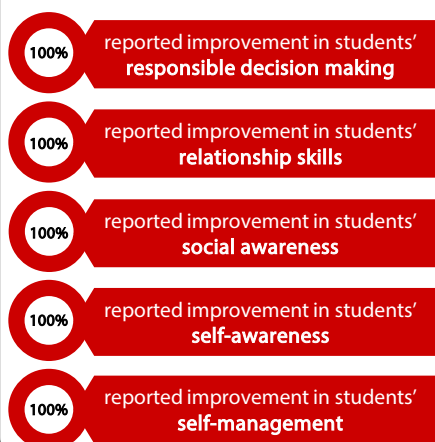 100%
reported improvement in students’
responsible decision making
100%
reported improvement in students’
relationship skills
100%
reported improvement in students’
social awareness
100%
reported improvement in students’
self-awareness
100%
reported improvement in students’
self-management